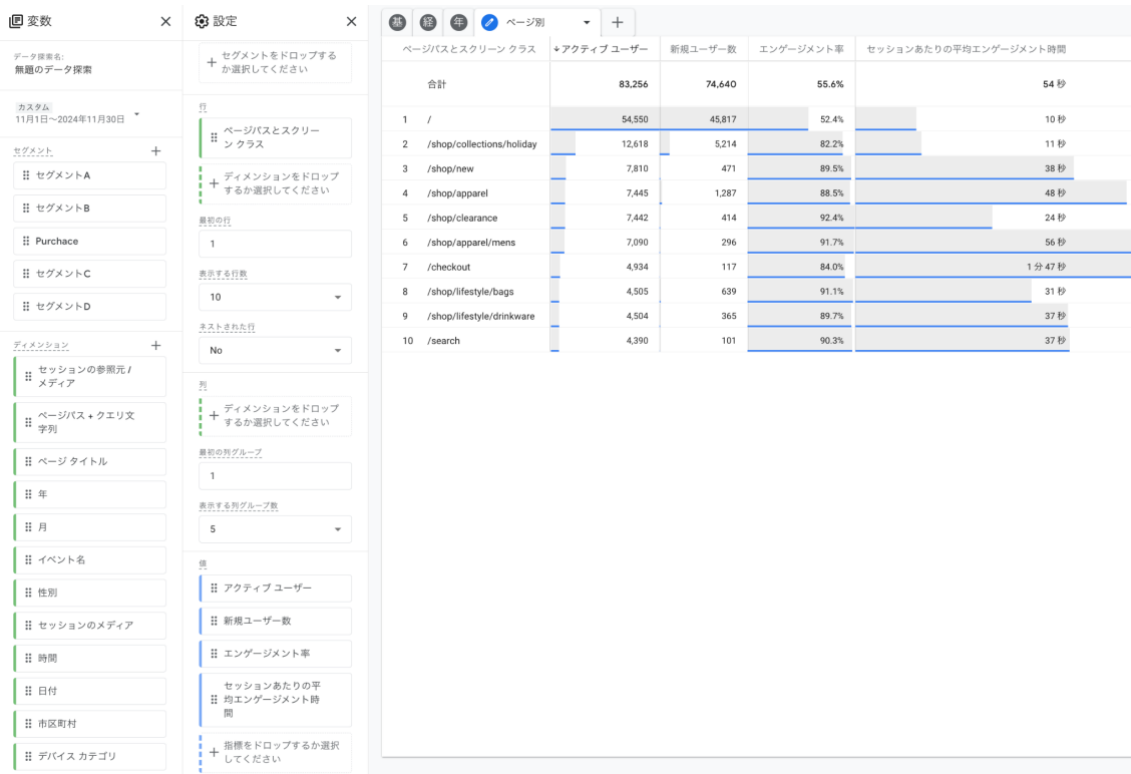 変数
データ探索名:
無題のデータ探索
カスタム
11月1日～2024年11月30日
セグメント
セグメントA
セグメントB
Purchace
セグメントC
セグメントD
ディメンション
セッションの参照元 /
メディア
ページパス + クエリ文
字列
ページ タイトル
年
月
イベント名
性別
セッションのメディア
時間
日付
市区町村
デバイス カテゴリ
設定
セグメントをドロップする
か選択してください
行
ページパスとスクリー
ン クラス
ディメンションをドロップ
するか選択してください
最初の行
1
表示する行数
10
ネストされた行
No
列
ディメンションをドロップ
するか選択してください
最初の列グループ
1
表示する列グループ数
5
値
アクティブ ユーザー
新規ユーザー数
エンゲージメント率
セッションあたりの平
均エンゲージメント時
間
指標をドロップするか選択
してください
基 経 年 ページ別
ページパスとスクリーン クラス ↓アクティブ ユーザー 新規ユーザー数 エンゲージメント率 セッションあたりの平均エンゲージメント時間
合計 83,256 74,640 55.6% 54 秒
1 / 54,550 45,817 52.4% 10 秒
2 /shop/collections/holiday 12,618 5,214 82.2% 11 秒
3 /shop/new 7,810 471 89.5% 38 秒
4 /shop/apparel 7,445 1,287 88.5% 48 秒
5 /shop/clearance 7,442 414 92.4% 24 秒
6 /shop/apparel/mens 7,090 296 91.7% 56 秒
7 /checkout 4,934 117 84.0% 1 分 47 秒
8 /shop/lifestyle/bags 4,505 639 91.1% 31 秒
9 /shop/lifestyle/drinkware 4,504 365 89.7% 37 秒
10 /search 4,390 101 90.3% 37 秒